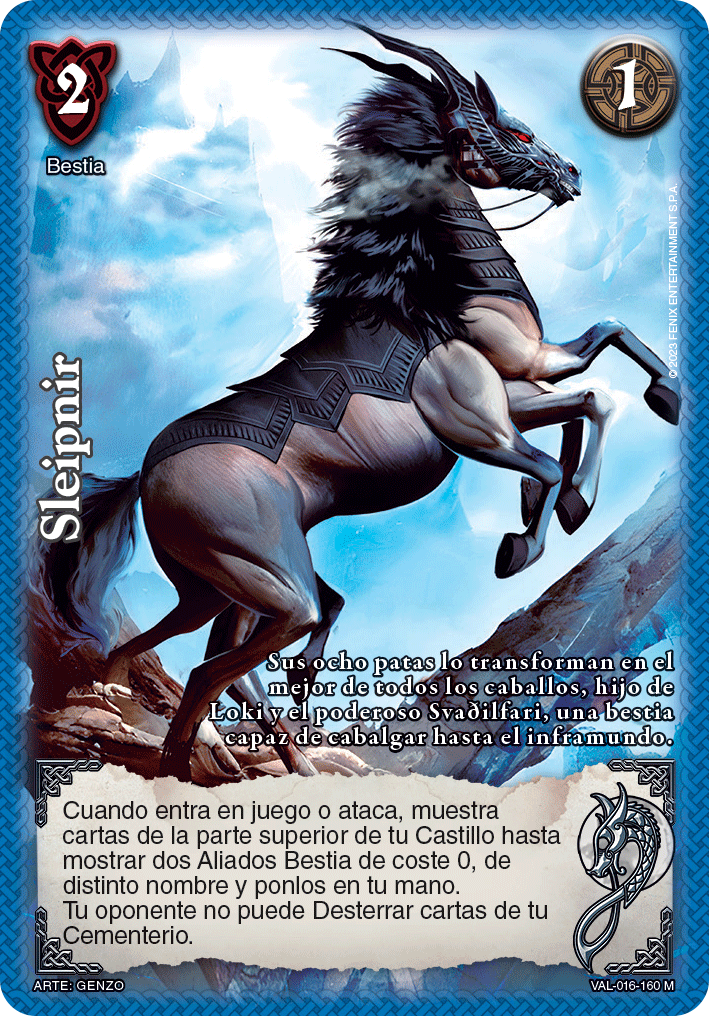 2
1
Bestia
© 2023 FENIX ENTERTAINMENT S.P.A.
Sleipnir
Sus ocho patas lo transforman en el
mejor de todos los caballos, hijo de
Loki y el poderoso Svaðilfari, una bestia
capaz de cabalgar hasta el inframundo.
Cuando entra en juego o ataca, muestra
cartas de la parte superior de tu Castillo hasta
mostrar dos Aliados Bestia de coste 0, de
distinto nombre y ponlos en tu mano.
Tu oponente no puede Desterrar cartas de tu
Cementerio.
ARTE: GENZO
VAL-016-160 M